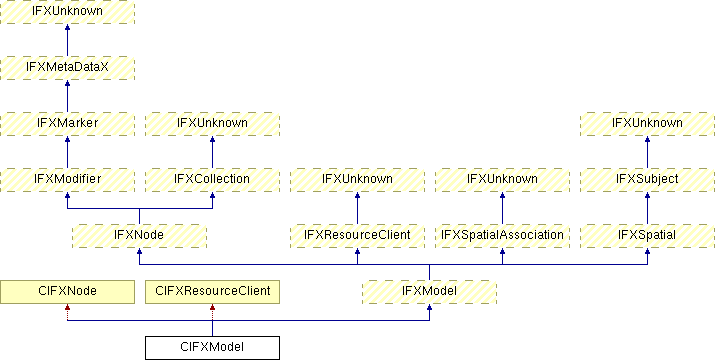 IFXUnknown
IFXMetaDataX
IFXMarker IFXUnknown IFXUnknown
IFXModifier IFXCollection IFXUnknown IFXUnknown IFXSubject
IFXNode IFXResourceClient IFXSpatialAssociation IFXSpatial
CIFXNode CIFXResourceClient IFXModel
CIFXModel